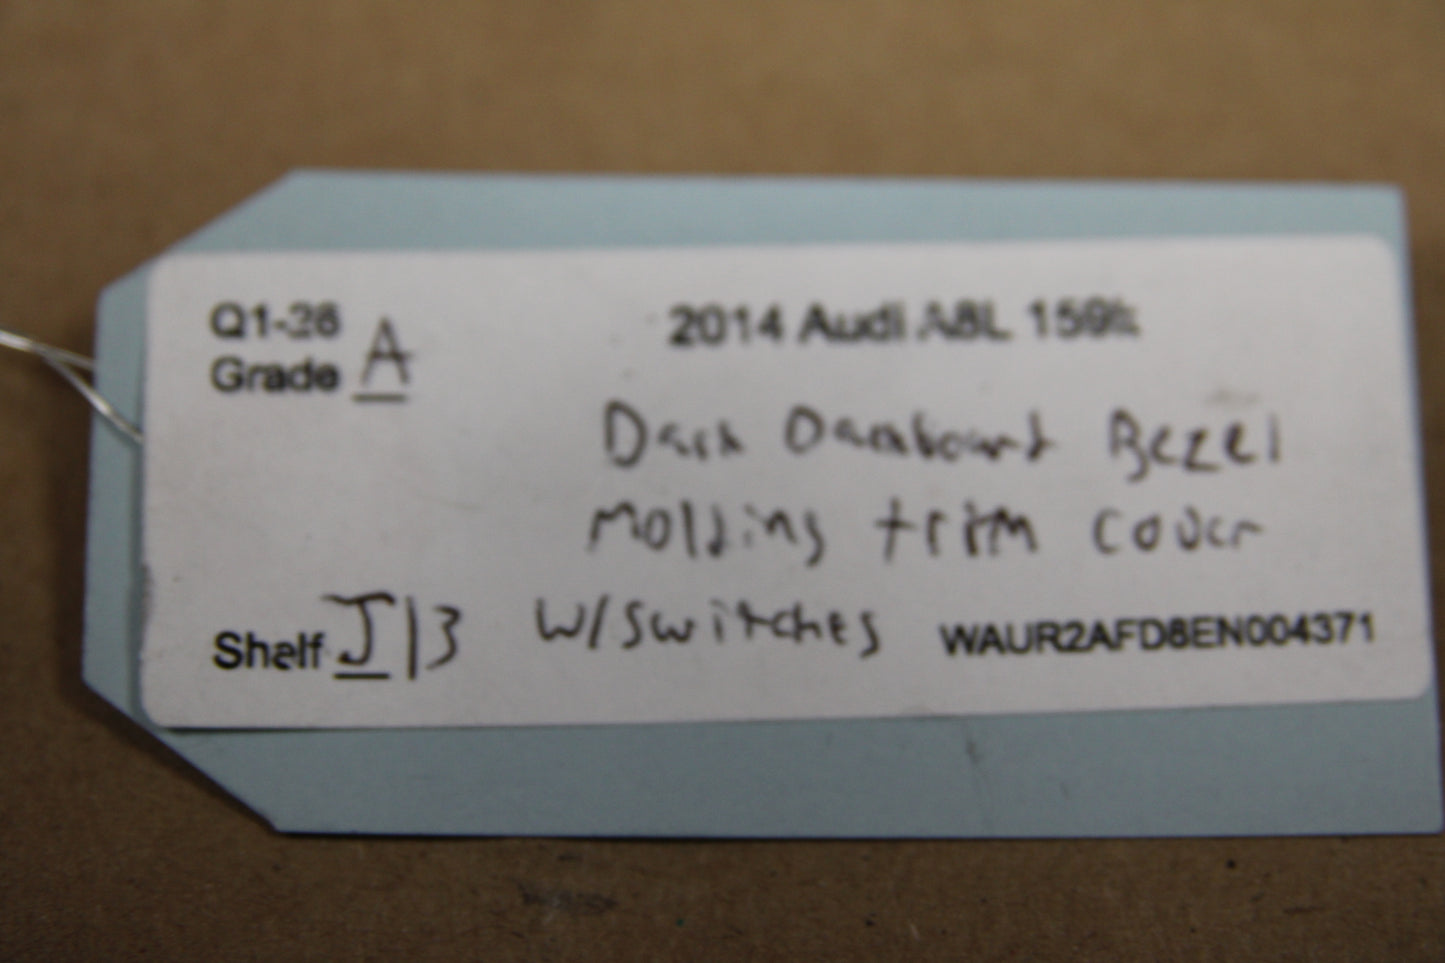 Q1-26 2014 Audi A8L 159k
Grade A
Dash Dashboard Bezel
Molding trim cover
Shelf J13 W/Switches WAUR2AFD8EN004371